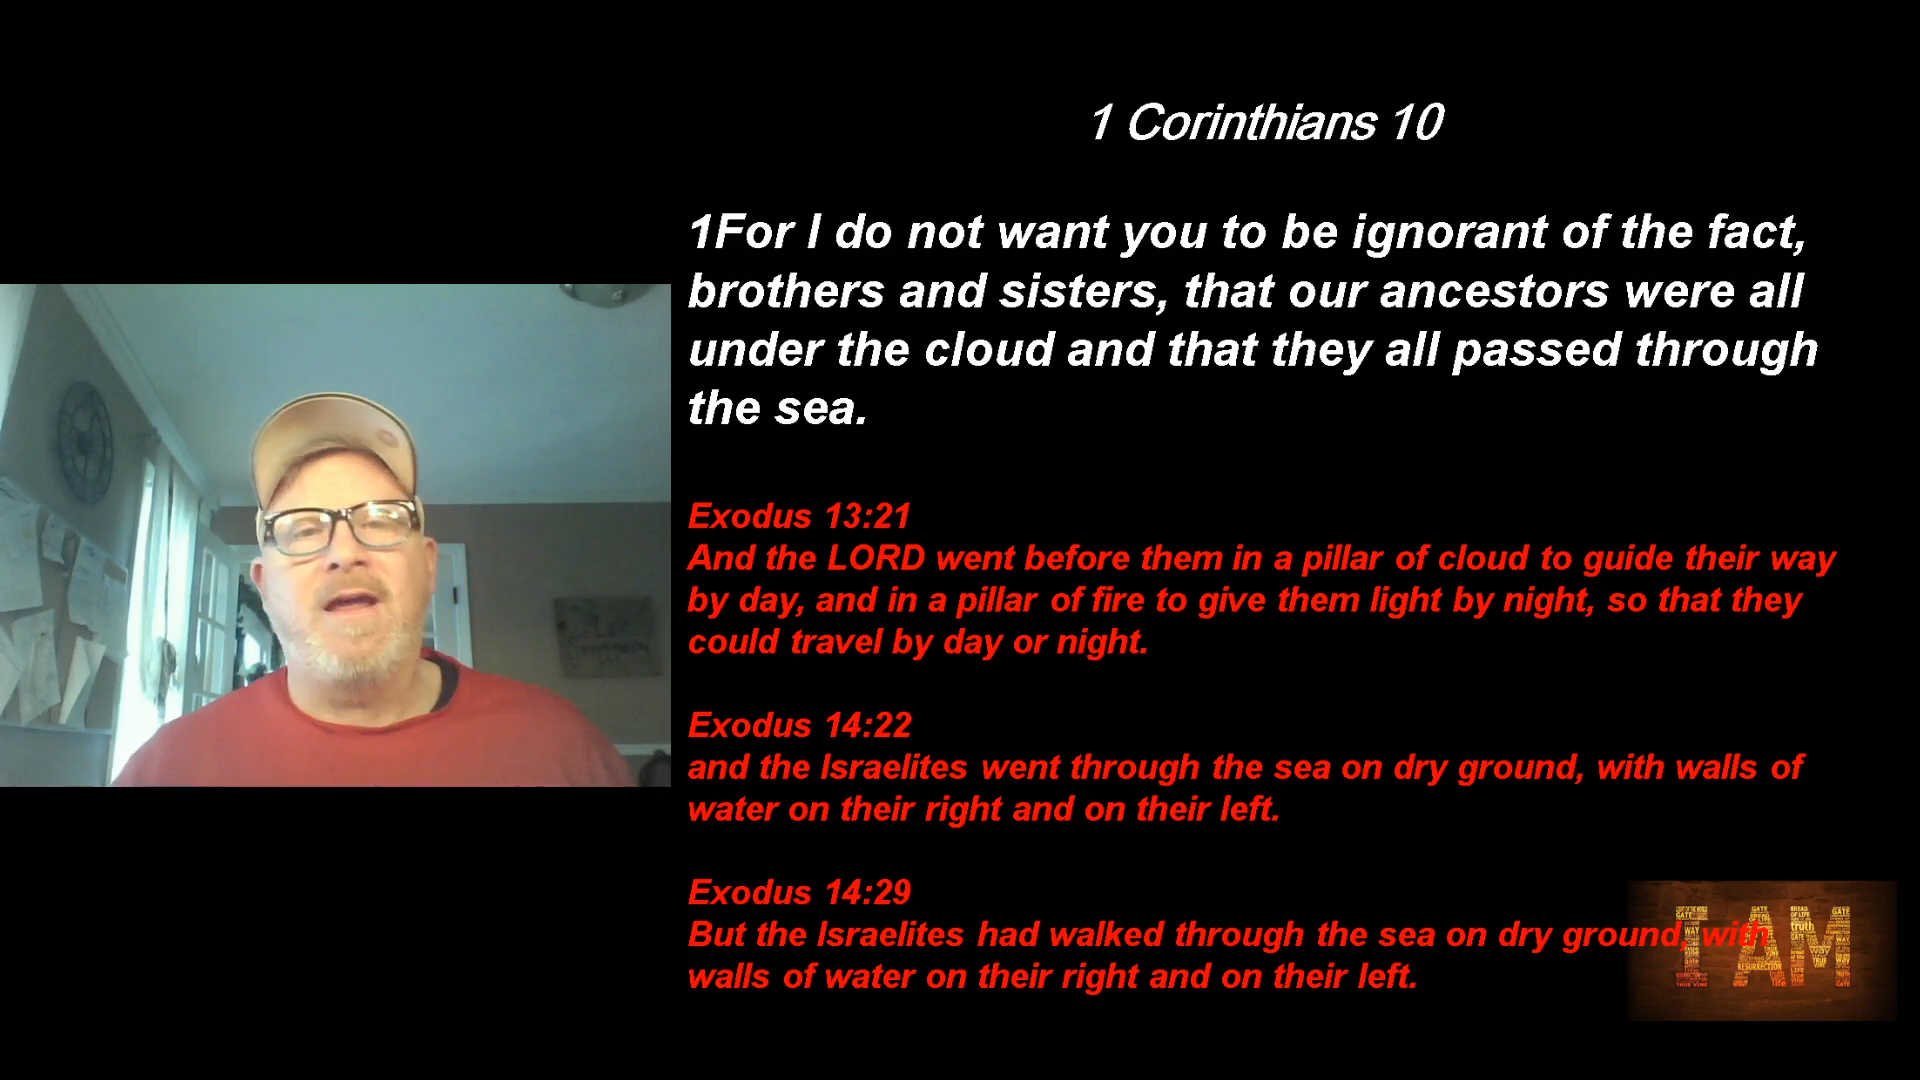 1 Corinthians 10
1For I do not want you to be ignorant of the fact,
brothers and sisters, that our ancestors were all
under the cloud and that they all passed through
the sea.
Exodus 13:21
And the LORD went before them in a pillar of cloud to guide their way
by day, and in a pillar of fire to give them light by night, so that they
could travel by day or night.
Exodus 14:22
and the Israelites went through the sea on dry ground, with walls of
water on their right and on their left.
Exodus 14:29
But the Israelites had walked through the sea on dry ground, with
walls of water on their right and on their left.
I AM